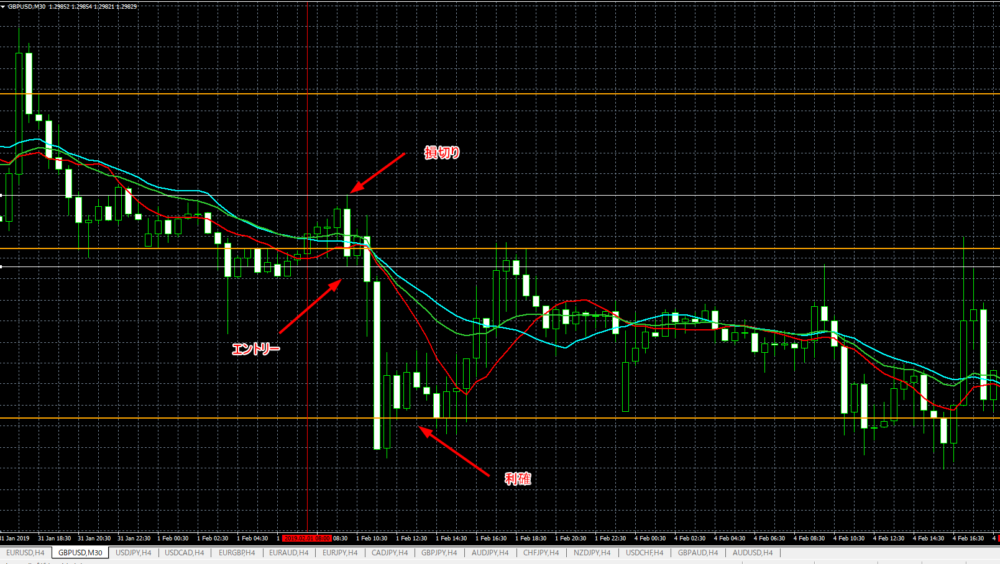 GBPUSD,M30 1.29852 1.29854 1.29821 1.29829
損切り
エントリー
利確
31 Jan 2019 31 Jan 18:30 31 Jan 20:30 31 Jan 22:30 1 Feb 00:30 1 Feb 02:30 1 Feb 04:30 1 2019.02.01 08:00 08:30 1 Feb 10:30 1 Feb 12:30 1 Feb 14:30 1 Feb 16:30 1 Feb 18:30 1 Feb 20:30 1 Feb 22:30 4 Feb 00:30 4 Feb 02:30 4 Feb 04:30 4 Feb 06:30 4 Feb 08:30 4 Feb 10:30 4 Feb 12:30 4 Feb 14:30 4 Feb 16:30 4
EURUSD,H4 GBPUSD,M30 USDJPY,H4 USDCAD,H4 EURGBP,H4 EURAUD,H4 EURJPY,H4 CADJPY,H4 GBPJPY,H4 AUDJPY,H4 CHFJPY,H4 NZDJPY,H4 USDCHF,H4 GBPAUD,H4 AUDUSD,H4